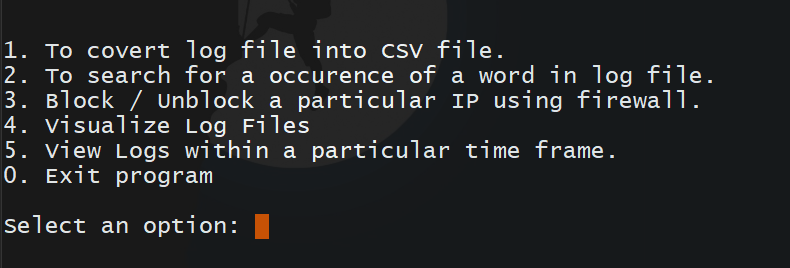 1. To covert log file into CSV file.
2. To search for a occurence of a word in log file.
3. Block / Unblock a particular IP using firewall.
4. Visualize Log Files
5. View Logs within a particular time frame.
0. Exit program
Select an option: